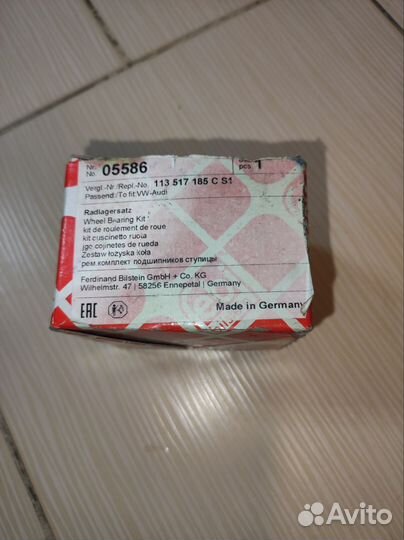 Nr.
No. 05586
pcs 1
Vergl.-Nr./Repl.-No. 113 517 185 C S1
Passend./To fit:VW-Audi
Radlagersatz
Wheel Bearing Kit
kit de roulement de roue
kit cuscinetto ruota
jgo cojinetes de rueda
Zestaw łożyska koła
рем.комплект подшипников ступицы
Ferdinand Bilstein GmbH + Co. KG
Wilhelmstr. 47 | 58256 Ennepetal | Germany
EAC
Made in Germany
Avito